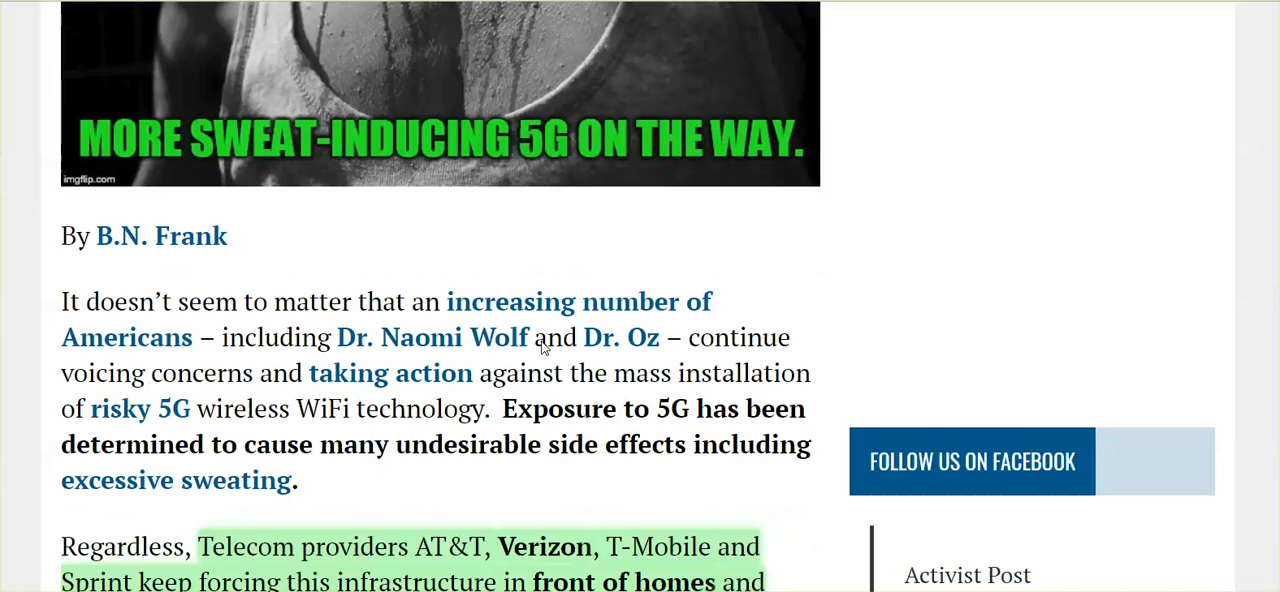 MORE SWEAT-INDUCING 5G ON THE WAY.
imgflip.com
By B.N. Frank
It doesn’t seem to matter that an increasing number of
Americans – including Dr. Naomi Wolf and Dr. Oz – continue
voicing concerns and taking action against the mass installation
of risky 5G wireless WiFi technology.  Exposure to 5G has been
determined to cause many undesirable side effects including
excessive sweating.
Regardless, Telecom providers AT&T, Verizon, T-Mobile and
Sprint keep forcing this infrastructure in front of homes and
FOLLOW US ON FACEBOOK
Activist Post